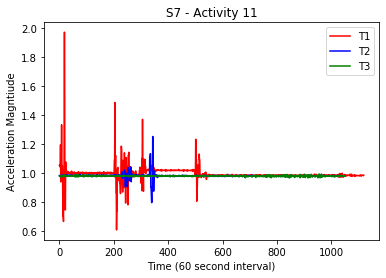 S7 - Activity 11
T1
T2
T3
2.0
1.8
1.6
1.4
1.2
1.0
0.8
0.6
Acceleration Magntiude
0 200 400 600 800 1000
Time (60 second interval)